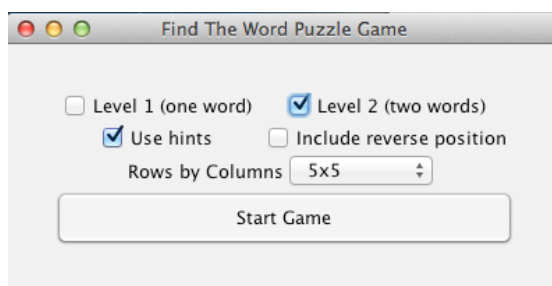 Find The Word Puzzle Game
Level 1 (one word) Level 2 (two words)
Use hints Include reverse position
Rows by Columns 5x5
Start Game